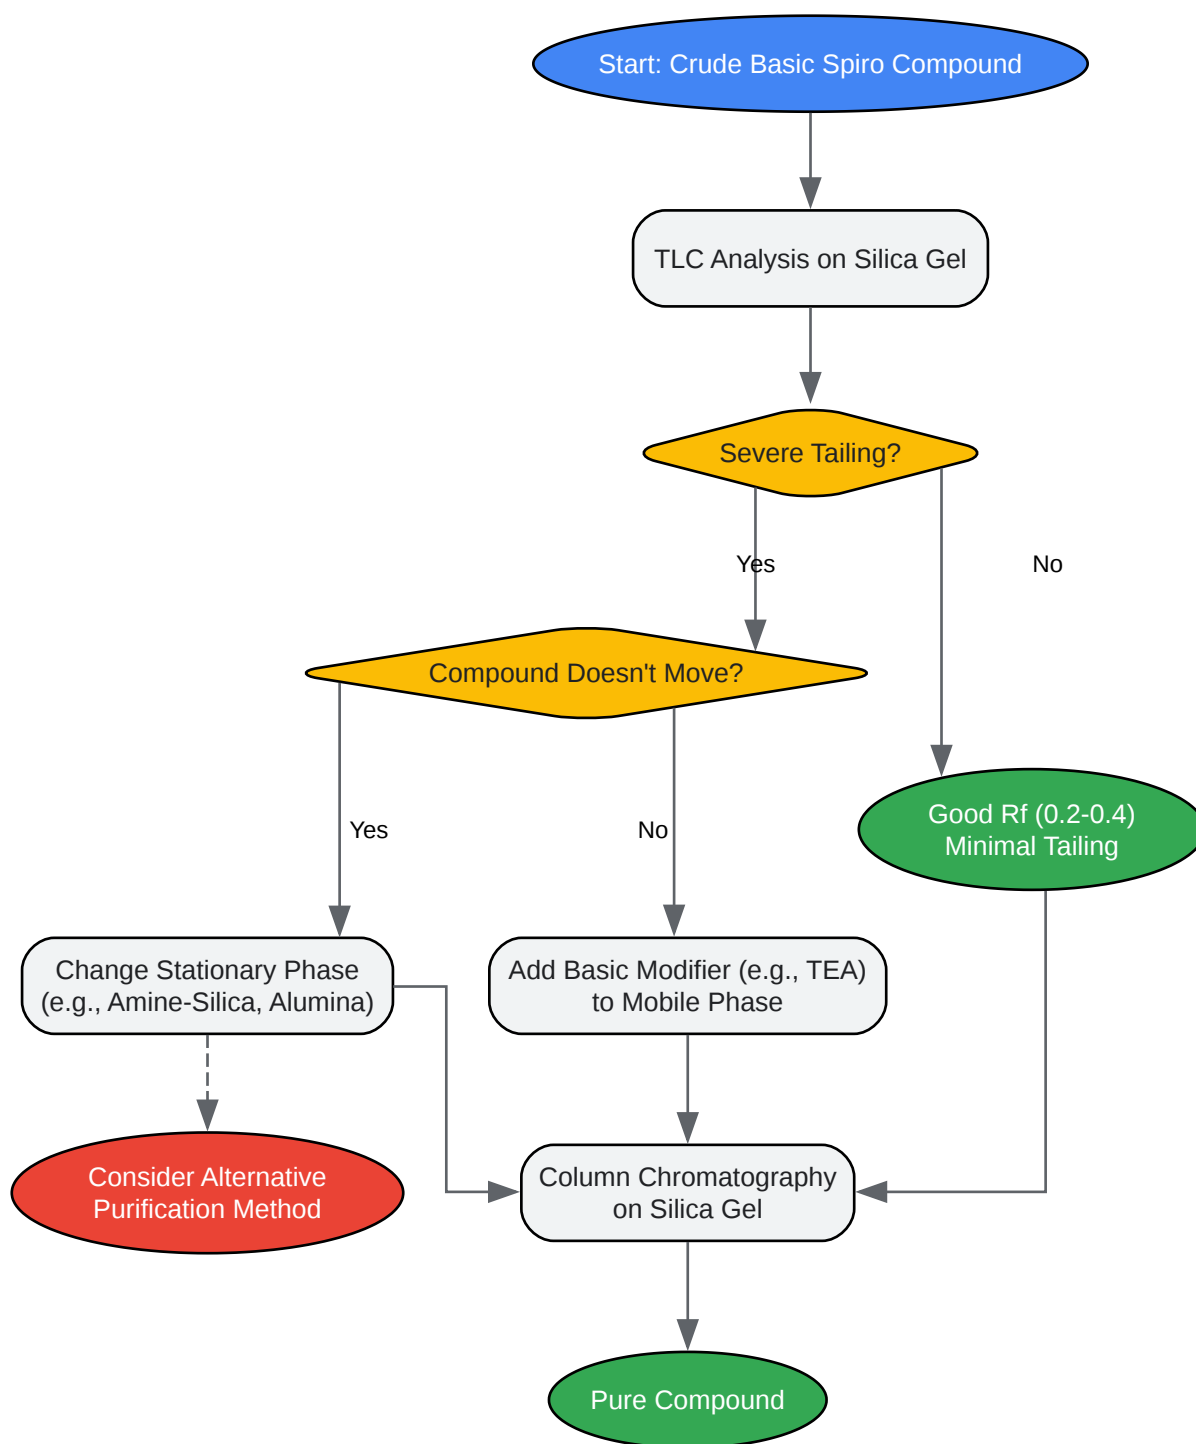 Start: Crude Basic Spiro Compound
TLC Analysis on Silica Gel
Severe Tailing?
Yes
No
Compound Doesn't Move?
Good Rf (0.2-0.4)
Minimal Tailing
Yes
No
Change Stationary Phase
(e.g., Amine-Silica, Alumina)
Add Basic Modifier (e.g., TEA)
to Mobile Phase
Consider Alternative
Purification Method
Column Chromatography
on Silica Gel
Pure Compound